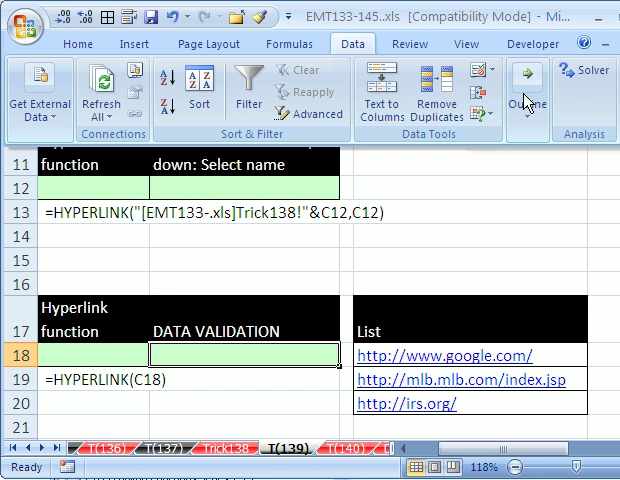 EMT133-145..xls [Compatibility Mode] - Mi...
Home Insert Page Layout Formulas Data Review View Developer
Get External Data
Refresh All
Connections
Sort
Filter
Clear
Reapply
Advanced
Sort & Filter
Text to Columns
Remove Duplicates
Data Tools
Outline
Solver
Analysis
11 function down: Select name
12
13 =HYPERLINK("[EMT133-.xls]Trick138!"&C12,C12)
14
15
16
Hyperlink
17 function DATA VALIDATION List
18 http://www.google.com/
19 =HYPERLINK(C18) http://mlb.mlb.com/index.jsp
20 http://irs.org/
21
T(136) T(137) Trick138 T(139) T(140)
Ready 118%